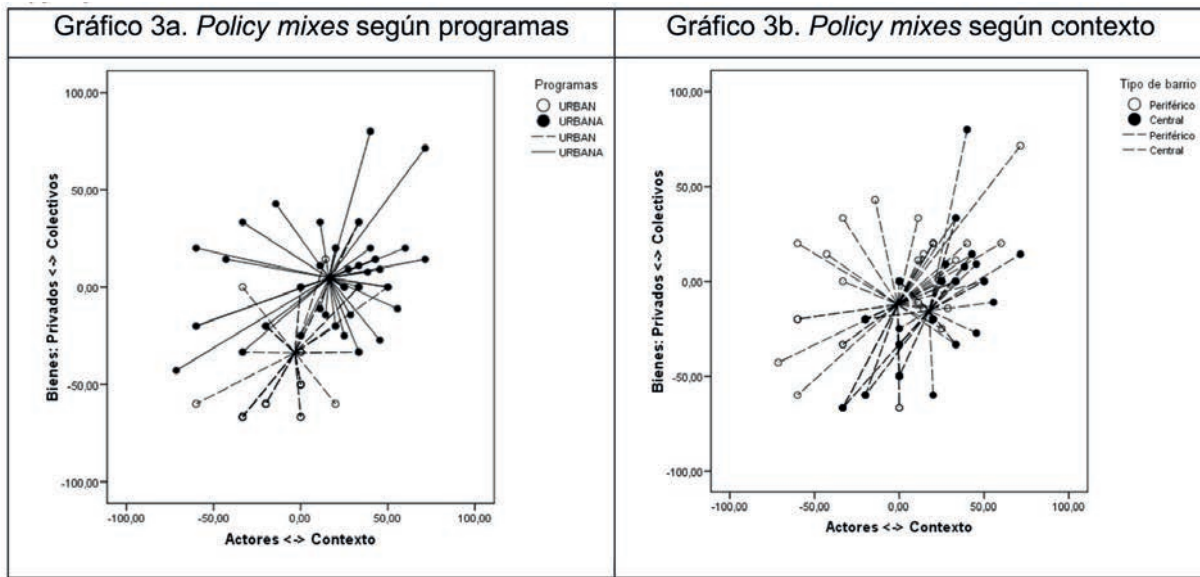 Gráfico 3a. Policy mixes según programas
Gráfico 3b. Policy mixes según contexto
Programas
URBAN
URBANA
URBAN
URBANA
100,00
50,00
0,00
-50,00
-100,00
Bienes: Privados <-> Colectivos
-100,00 -50,00 0,00 50,00 100,00
Actores <-> Contexto
Tipo de barrio
Periférico
Central
Periférico
Central
100,00
50,00
0,00
-50,00
-100,00
Bienes: Privados <-> Colectivos
-100,00 -50,00 0,00 50,00 100,00
Actores <-> Contexto